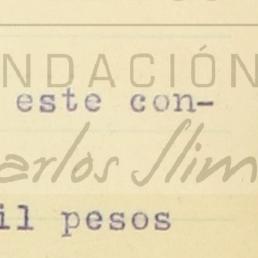 NDACIÓN
este con-
arlos Slim
il pesos